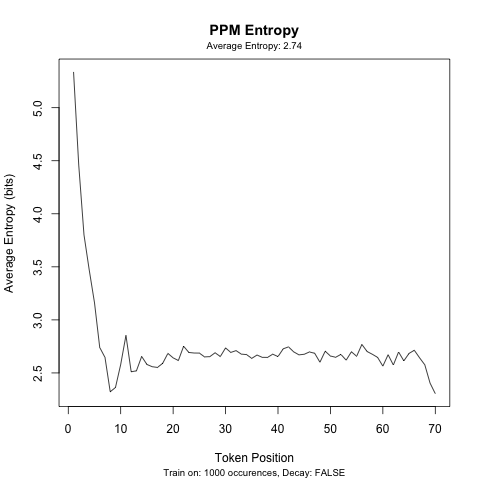 PPM Entropy
Average Entropy: 2.74
Average Entropy (bits)
5.0
4.5
4.0
3.5
3.0
2.5
0 10 20 30 40 50 60 70
Token Position
Train on: 1000 occurences, Decay: FALSE